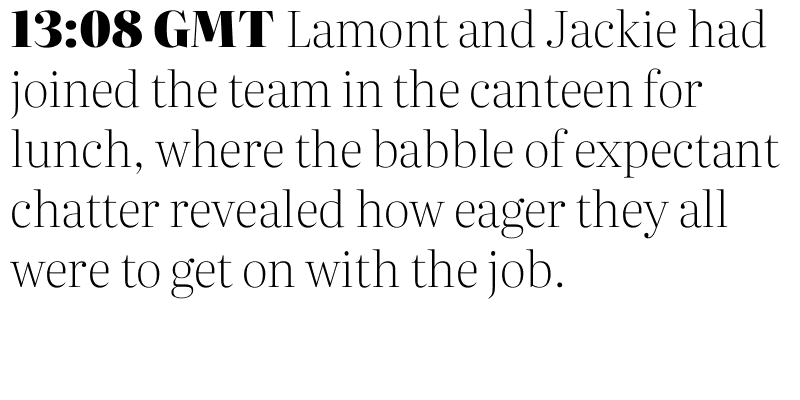 13:08 GMT Lamont and Jackie had
joined the team in the canteen for
lunch, where the babble of expectant
chatter revealed how eager they all
were to get on with the job.